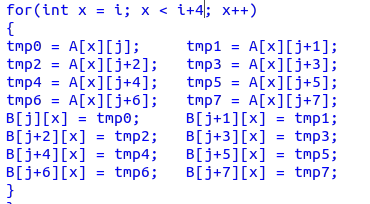 for(int x = i; x < i+4; x++)
{
tmp0 = A[x][j];     tmp1 = A[x][j+1];
tmp2 = A[x][j+2];   tmp3 = A[x][j+3];
tmp4 = A[x][j+4];   tmp5 = A[x][j+5];
tmp6 = A[x][j+6];   tmp7 = A[x][j+7];
B[j][x] = tmp0;     B[j+1][x] = tmp1;
B[j+2][x] = tmp2;   B[j+3][x] = tmp3;
B[j+4][x] = tmp4;   B[j+5][x] = tmp5;
B[j+6][x] = tmp6;   B[j+7][x] = tmp7;
}